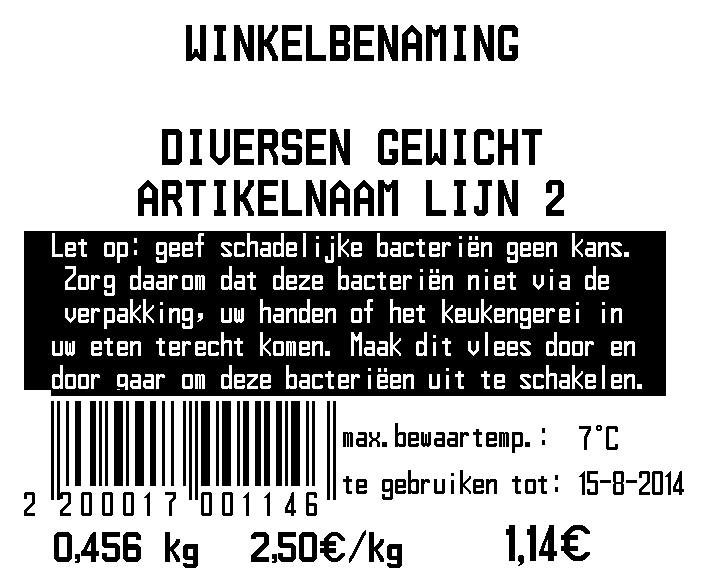 WINKELBENAMING
DIVERSEN GEWICHT
ARTIKELNAAM LIJN 2
Let op: geef schadelijke bacteriën geen kans.
Zorg daarom dat deze bacteriën niet via de
verpakking, uw handen of het keukengerei in
uw eten terecht komen. Maak dit vlees door en
door gaar om deze bacteriëen uit te schakelen.
max.bewaartemp.: 7°C
te gebruiken tot: 15-8-2014
2 200017 001146
0,456 kg 2,50€/kg 1,14€